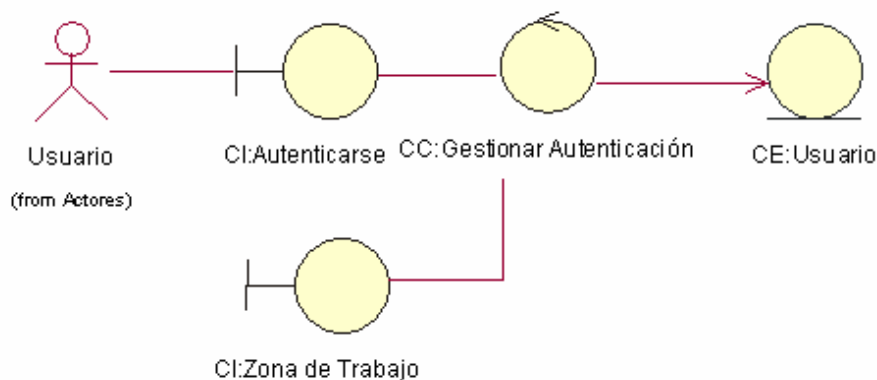 Usuario
(from Actores)
CI:Autenticarse
CC:Gestionar Autenticación
CE:Usuario
CI:Zona de Trabajo